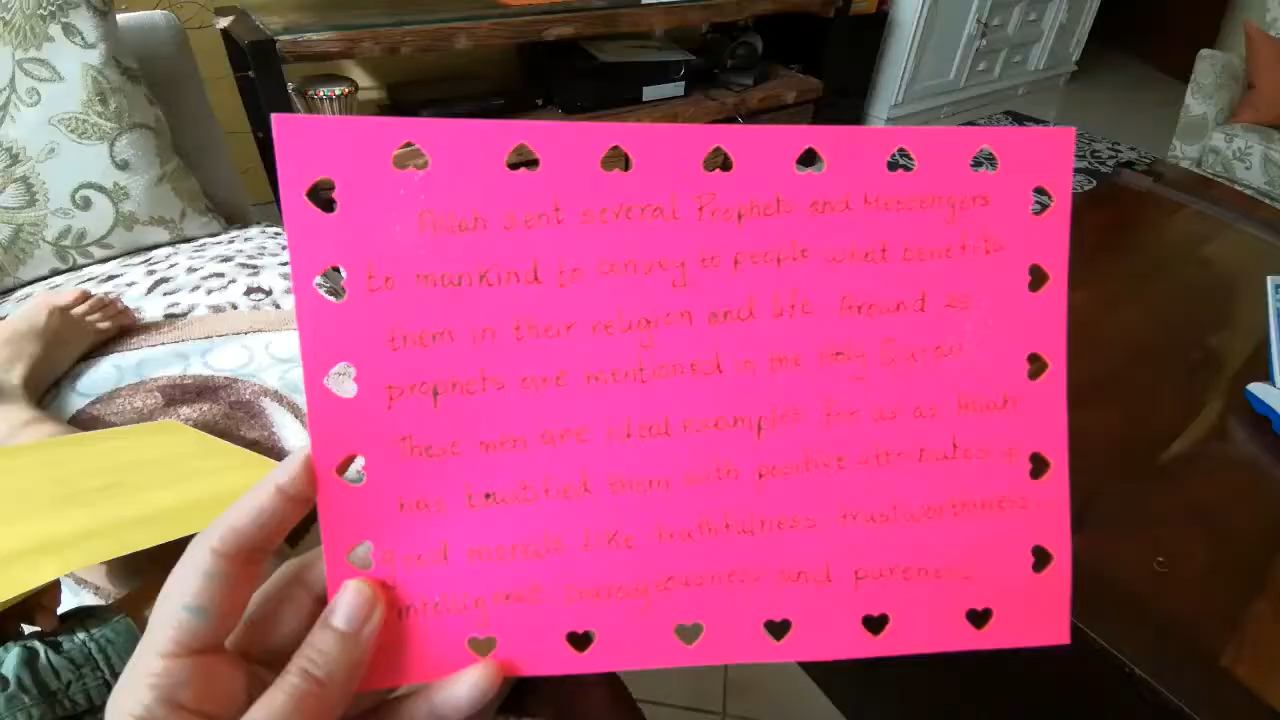 Allah sent several Prophets and Messengers
to mankind to convey to people what benefits
them in their religion and life. Around 25
prophets are mentioned in the Holy Quran.
These men are ideal examples for us as Allah
has beautified them with positive attributes of
good morals like truthfulness, trustworthiness,
intelligence, courageousness and pureness.